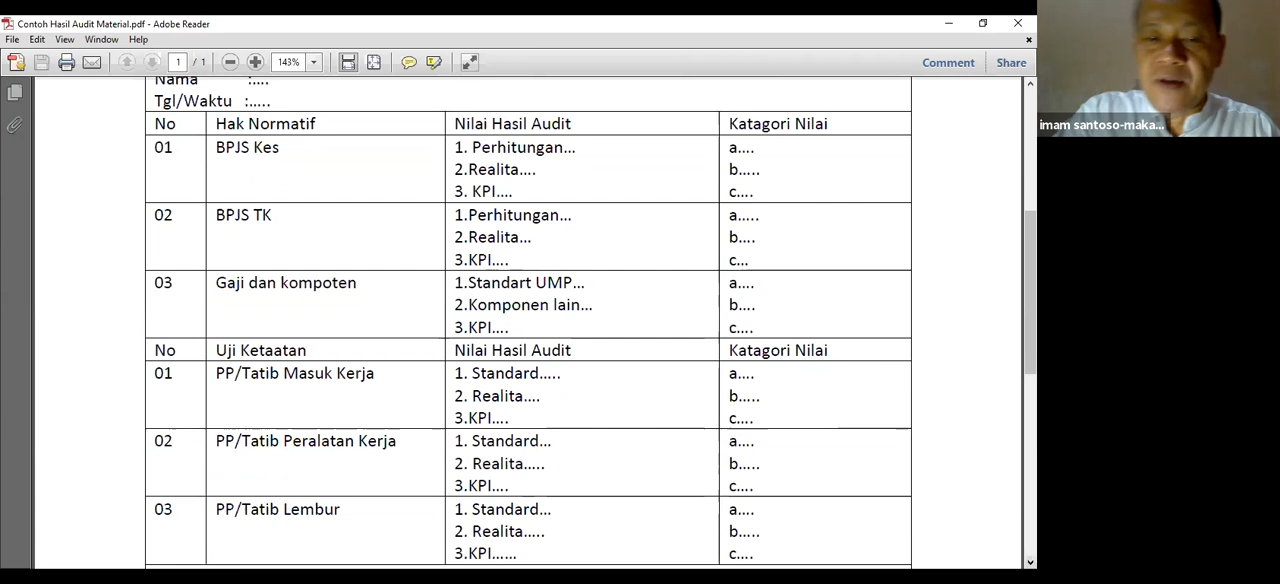 Contoh Hasil Audit Material.pdf - Adobe Reader
File Edit View Window Help
1 / 1 143% Comment Share
Nama :....
Tgl/Waktu :.....
No Hak Normatif Nilai Hasil Audit Katagori Nilai
01 BPJS Kes 1. Perhitungan... a....
2.Realita.... b.....
3. KPI.... c....
02 BPJS TK 1.Perhitungan... a.....
2.Realita... b....
3.KPI.... c...
03 Gaji dan kompoten 1.Standart UMP... a....
2.Komponen lain... b....
3.KPI.... c....
No Uji Ketaatan Nilai Hasil Audit Katagori Nilai
01 PP/Tatib Masuk Kerja 1. Standard..... a....
2. Realita.... b.....
3.KPI.... c....
02 PP/Tatib Peralatan Kerja 1. Standard... a....
2. Realita..... b.....
3.KPI.... c....
03 PP/Tatib Lembur 1. Standard... a....
2. Realita..... b.....
3.KPI...... c....
imam santoso-maka...